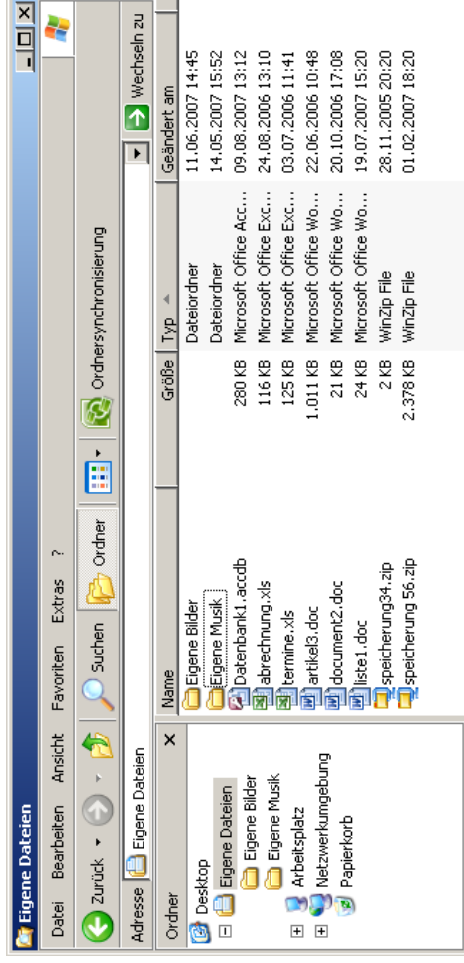 Eigene Dateien
Datei Bearbeiten Ansicht Favoriten Extras ?
Zurück Suchen Ordner Ordnersynchronisierung
Adresse Eigene Dateien Wechseln zu
Ordner
Desktop
Eigene Dateien
Eigene Bilder
Eigene Musik
Arbeitsplatz
Netzwerkumgebung
Papierkorb
Name Größe Typ Geändert am
Eigene Bilder Dateiordner 11.06.2007 14:45
Eigene Musik Dateiordner 14.05.2007 15:52
Datenbank1.accdb 280 KB Microsoft Office Acc... 09.08.2007 13:12
abrechnung.xls 116 KB Microsoft Office Exc... 24.08.2006 13:10
termine.xls 125 KB Microsoft Office Exc... 03.07.2006 11:41
artikel3.doc 1.011 KB Microsoft Office Wo... 22.06.2006 10:48
document2.doc 21 KB Microsoft Office Wo... 20.10.2006 17:08
liste1.doc 24 KB Microsoft Office Wo... 19.07.2007 15:20
speicherung34.zip 2 KB WinZip File 28.11.2005 20:20
speicherung 56.zip 2.378 KB WinZip File 01.02.2007 18:20